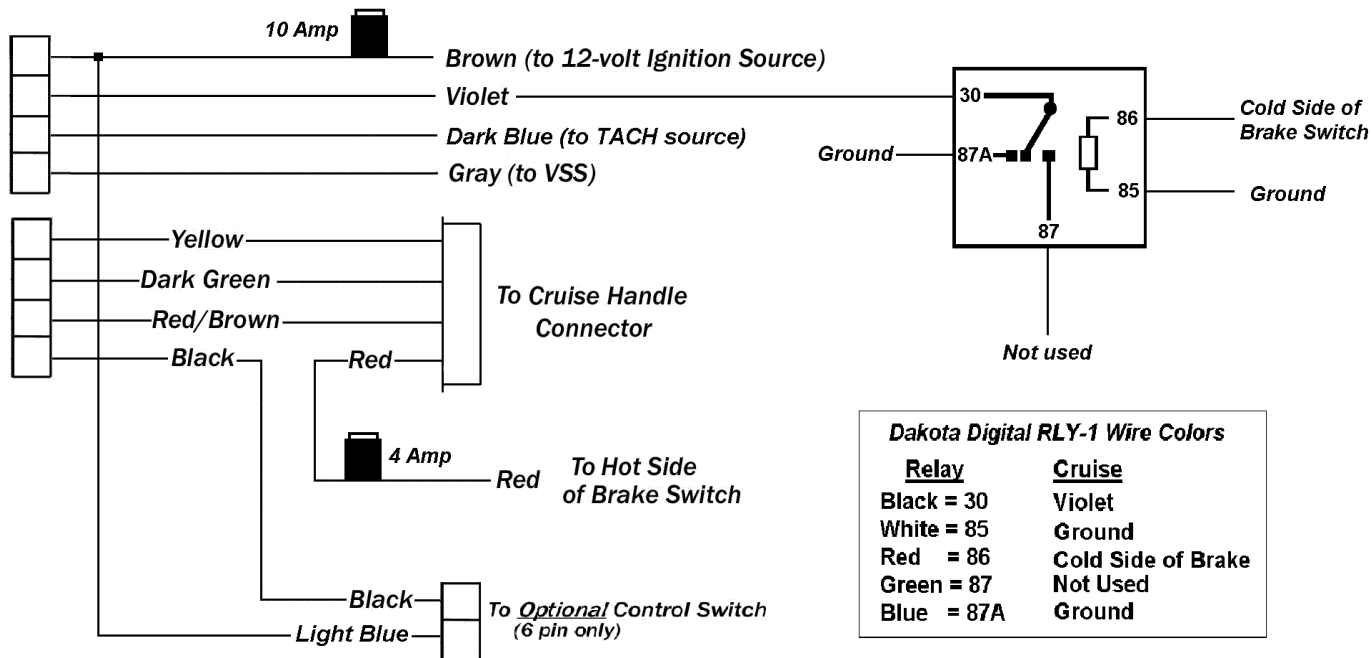 10 Amp
Brown (to 12-volt Ignition Source)
Violet
Dark Blue (to TACH source)
Gray (to VSS)
30
86
Cold Side of
Brake Switch
Ground
87A
85
Ground
87
Not used
Yellow
Dark Green
Red/Brown
Black
Red
To Cruise Handle
Connector
4 Amp
Red
To Hot Side
of Brake Switch
Black
Light Blue
To Optional Control Switch
(6 pin only)
Dakota Digital RLY-1 Wire Colors
Relay Cruise
Black = 30 Violet
White = 85 Ground
Red = 86 Cold Side of Brake
Green = 87 Not Used
Blue = 87A Ground